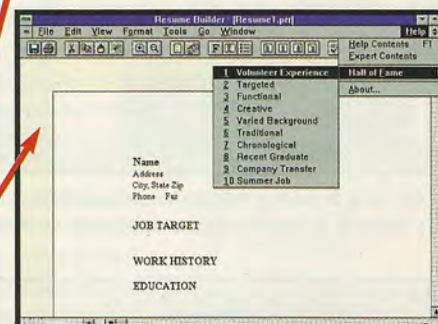 Resume Builder - [Resume1.prr]
File Edit View Format Tools Go Window Help
Help Contents F1
Expert Contents
Hall of Fame
About...
1 Volunteer Experience
2 Targeted
3 Functional
4 Creative
5 Varied Background
6 Traditional
7 Chronological
8 Recent Graduate
9 Company Transfer
10 Summer Job
Name
Address
City, State Zip
Phone Fax
JOB TARGET
WORK HISTORY
EDUCATION